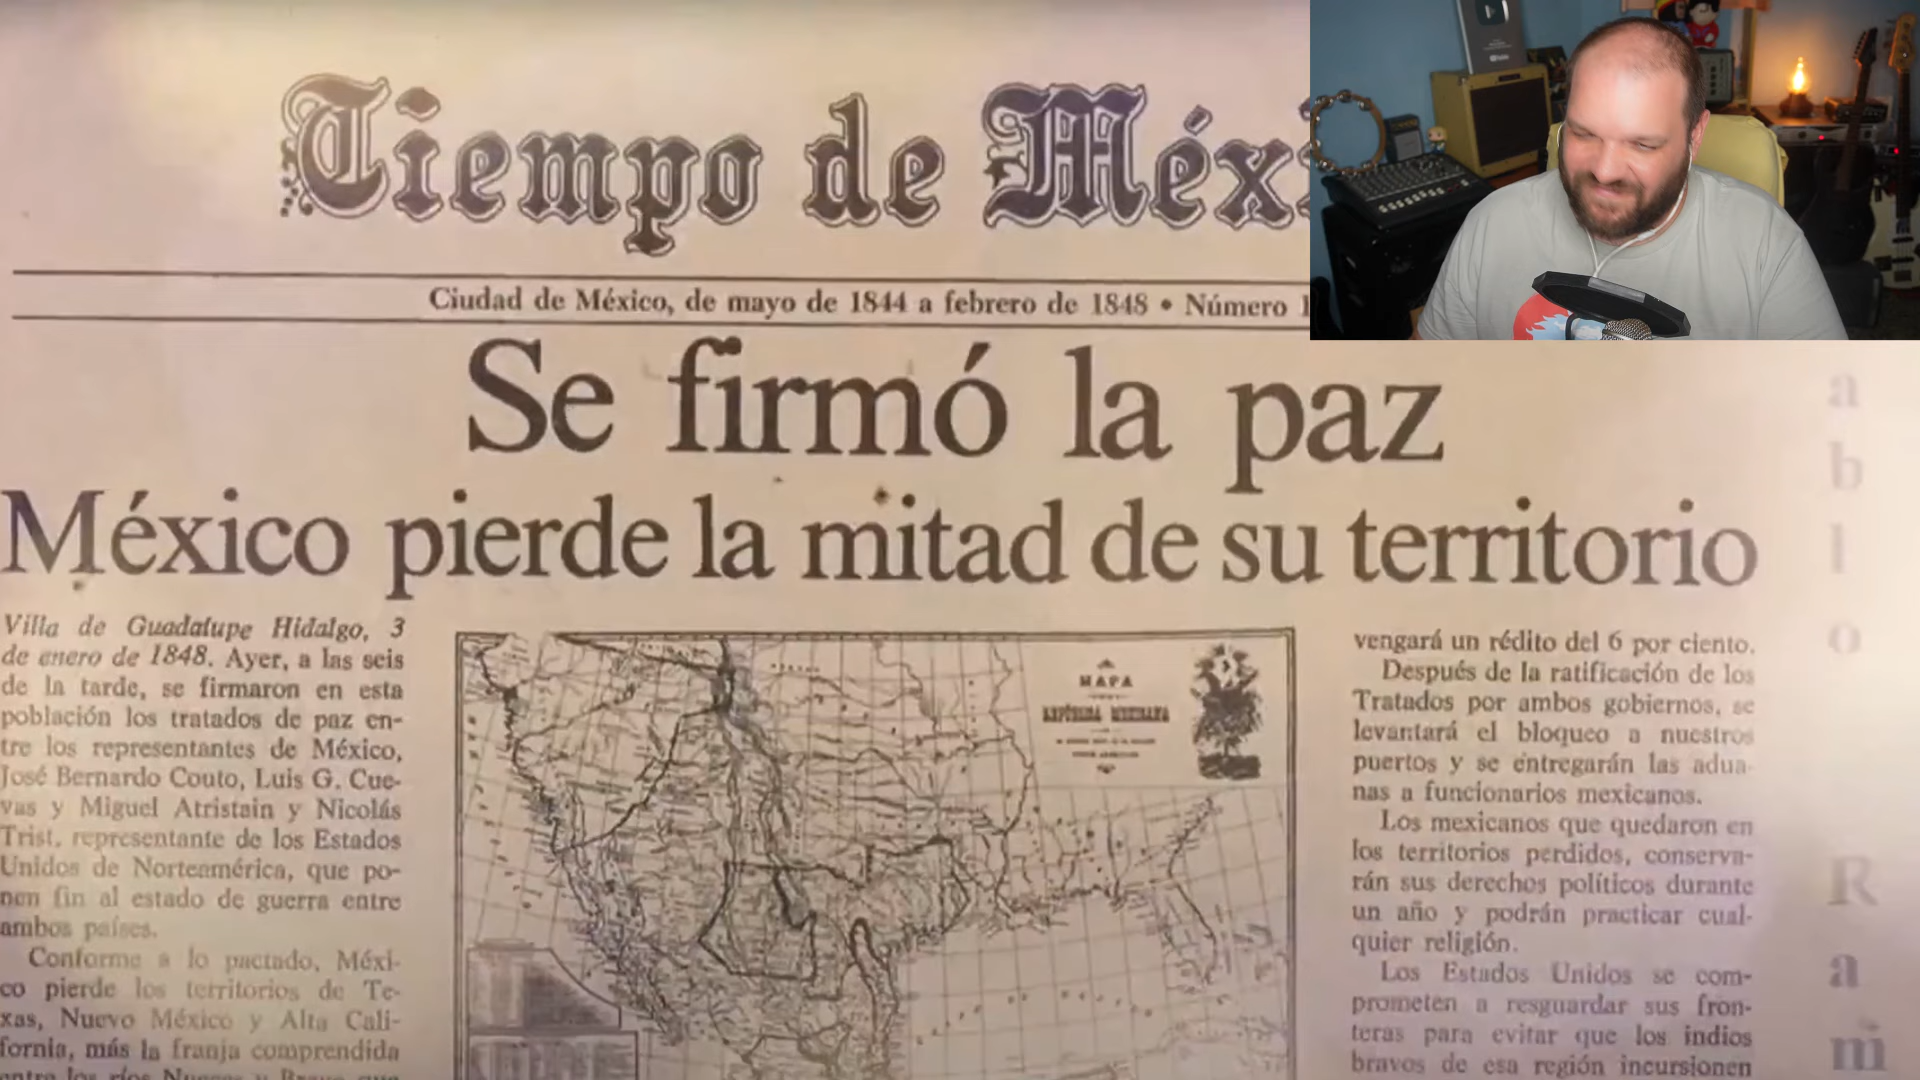 Tiempo de Méxi
Ciudad de México, de mayo de 1844 a febrero de 1848 • Número 1
Se firmó la paz
México pierde la mitad de su territorio
Villa de Guadalupe Hidalgo, 3
de enero de 1848. Ayer, a las seis
de la tarde, se firmaron en esta
población los tratados de paz en-
tre los representantes de México,
José Bernardo Couto, Luis G. Cue-
vas y Miguel Atristain y Nicolás
Trist, representante de los Estados
Unidos de Norteamérica, que po-
nen fin al estado de guerra entre
ambos países.
Conforme a lo pactado, Méxi-
co pierde los territorios de Te-
xas, Nuevo México y Alta Cali-
fornia, más la franja comprendida
entre los ríos Nueces y Bravo que
MAPA
REPÚBLICA MEXICANA
vengará un rédito del 6 por ciento.
Después de la ratificación de los
Tratados por ambos gobiernos, se
levantará el bloqueo a nuestros
puertos y se entregarán las adua-
nas a funcionarios mexicanos.
Los mexicanos que quedaron en
los territorios perdidos, conserva-
rán sus derechos políticos durante
un año y podrán practicar cual-
quier religión.
Los Estados Unidos se com-
prometen a resguardar sus fron-
teras para evitar que los indios
bravos de esa región incursionen
a
b
l
o
R
a
m